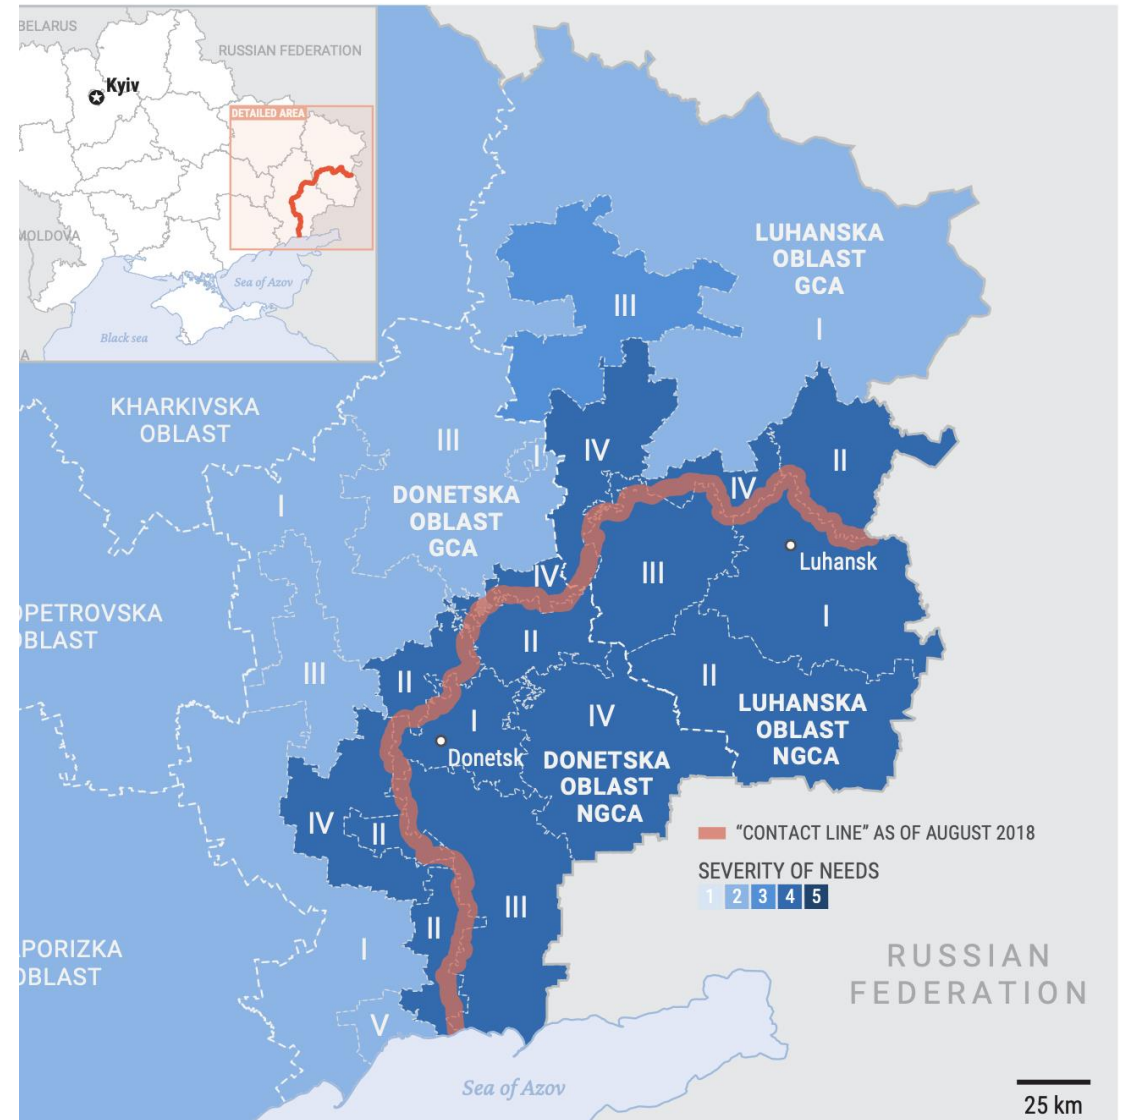 BELARUS
RUSSIAN FEDERATION
Kyiv
DETAILED AREA
MOLDOVA
Sea of Azov
Black sea
A
LUHANSKA
OBLAST
GCA
III
I
KHARKIVSKA
OBLAST
III
I
IV
II
IV
I
DONETSKA
OBLAST
GCA
Luhansk
IV
III
OPETROVSKA
OBLAST
II
I
III
II
II
I
IV
LUHANSKA
OBLAST
NGCA
Donetsk
DONETSKA
OBLAST
NGCA
IV
II
"CONTACT LINE" AS OF AUGUST 2018
SEVERITY OF NEEDS
1 2 3 4 5
III
II
I
PORIZKA
OBLAST
RUSSIAN
FEDERATION
V
Sea of Azov
25 km